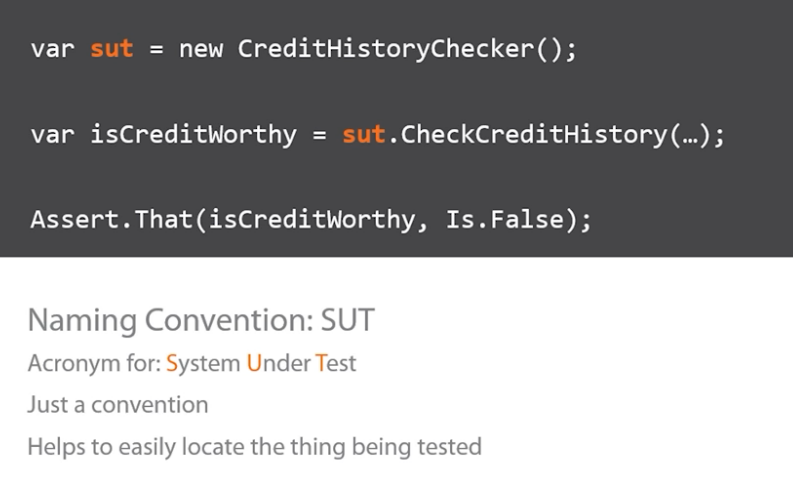 var sut = new CreditHistoryChecker();
var isCreditWorthy = sut.CheckCreditHistory(…);
Assert.That(isCreditWorthy, Is.False);
Naming Convention: SUT
Acronym for: System Under Test
Just a convention
Helps to easily locate the thing being tested